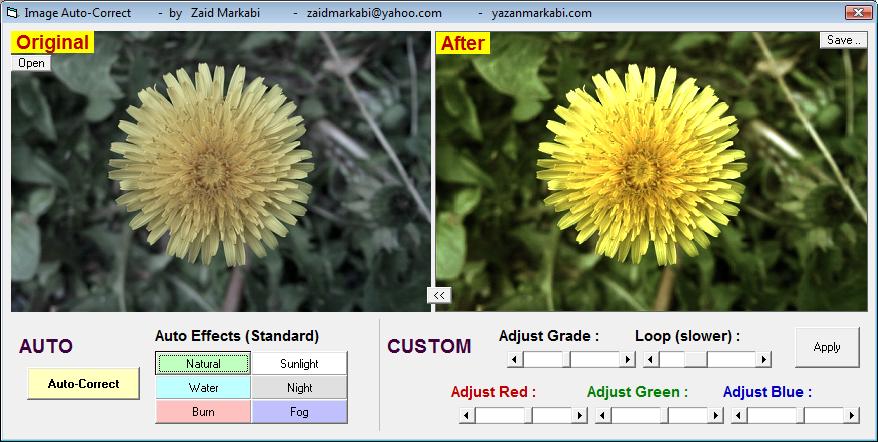 Image Auto-Correct - by Zaid Markabi - zaidmarkabi@yahoo.com - yazanmarkabi.com
Original
Open
After
Save ..
<<
AUTO
Auto-Correct
Auto Effects (Standard)
Natural Sunlight
Water Night
Burn Fog
CUSTOM
Adjust Grade : Loop (slower) :
Apply
Adjust Red : Adjust Green : Adjust Blue :